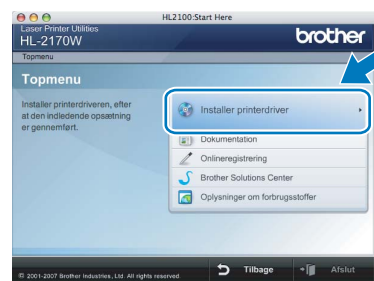 HL2100:Start Here
Laser Printer Utilities
HL-2170W
brother
Topmenu
Topmenu
Installer printerdriveren, efter
at den indledende opsætning
er gennemført.
Installer printerdriver
Dokumentation
Onlineregistrering
Brother Solutions Center
Oplysninger om forbrugsstoffer
© 2001-2007 Brother Industries, Ltd. All rights reserved
Tilbage
Afslut